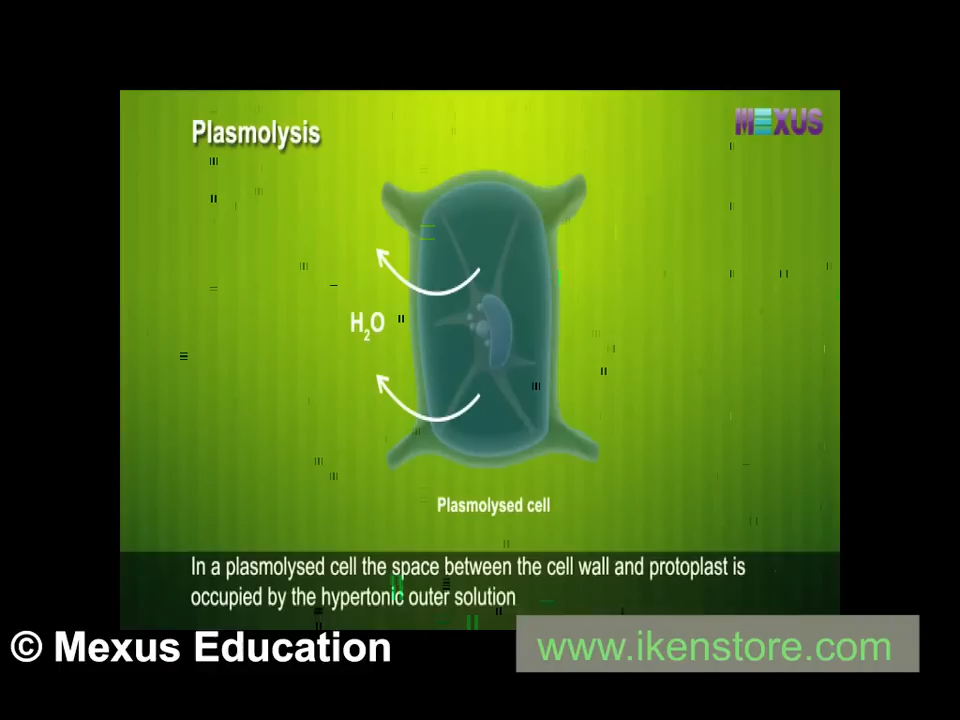 Plasmolysis
MEXUS
H₂O
Plasmolysed cell
In a plasmolysed cell the space between the cell wall and protoplast is
occupied by the hypertonic outer solution
© Mexus Education
www.ikenstore.com